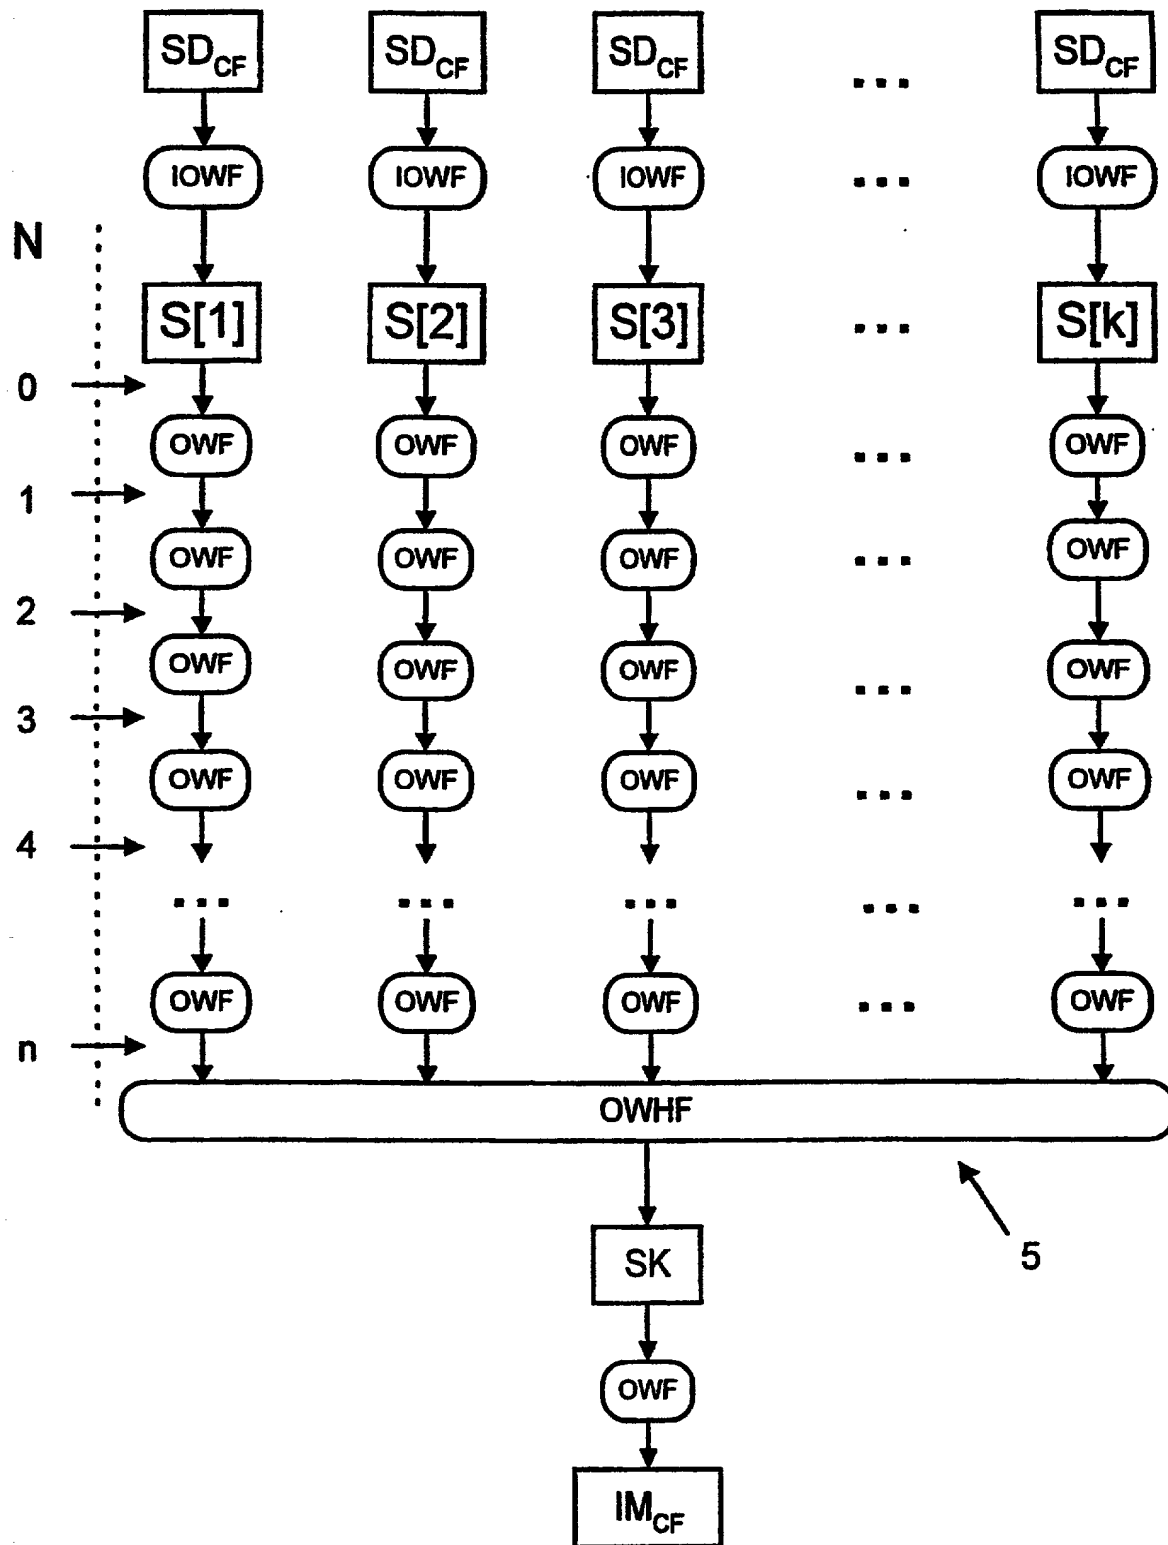 SD_CF SD_CF SD_CF ... SD_CF
IOWF IOWF IOWF ... IOWF
N
S[1] S[2] S[3] ... S[k]
0
OWF OWF OWF ... OWF
1
OWF OWF OWF ... OWF
2
OWF OWF OWF ... OWF
3
OWF OWF OWF ... OWF
4
... ... ... ... ...
OWF OWF OWF ... OWF
n
OWHF
5
SK
OWF
IM_CF